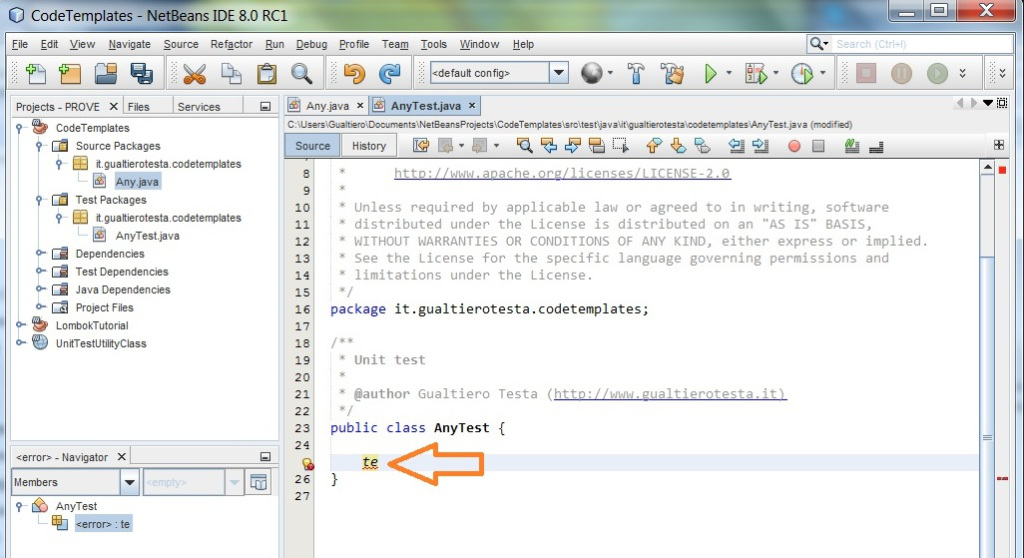 CodeTemplates - NetBeans IDE 8.0 RC1
File Edit View Navigate Source Refactor Run Debug Profile Team Tools Window Help
Search (Ctrl+I)
<default config>
Projects - PROVE Files Services
CodeTemplates
Source Packages
it.gualtierotesta.codetemplates
Any.java
Test Packages
it.gualtierotesta.codetemplates
AnyTest.java
Dependencies
Test Dependencies
Java Dependencies
Project Files
LombokTutorial
UnitTestUtilityClass
<error> - Navigator
Members <empty>
AnyTest
<error> : te
Any.java AnyTest.java
C:\Users\Gualtiero\Documents\NetBeansProjects\CodeTemplates\src\test\java\it\gualtierotesta\codetemplates\AnyTest.java (modified)
Source History
8 * http://www.apache.org/licenses/LICENSE-2.0
9 *
10 * Unless required by applicable law or agreed to in writing, software
11 * distributed under the License is distributed on an "AS IS" BASIS,
12 * WITHOUT WARRANTIES OR CONDITIONS OF ANY KIND, either express or implied.
13 * See the License for the specific language governing permissions and
14 * limitations under the License.
15 */
16 package it.gualtierotesta.codetemplates;
17
18 /**
19 * Unit test
20 *
21 * @author Gualtiero Testa (http://www.gualtierotesta.it)
22 */
23 public class AnyTest {
24
te
26 }
27